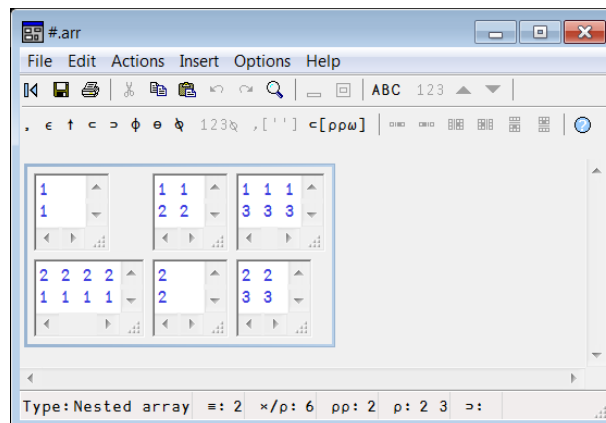 #.arr
File Edit Actions Insert Options Help
ABC 123
, ϵ ↑ ⊂ ⊃ ⌽ ⊖ ⍉ 123⍉ ,[''] ⊂[⍴⍴⍵]
1 1 1 1 1 1
1 2 2 3 3 3
2 2 2 2 2 2 2
1 1 1 1 2 3 3
Type:Nested array ≡: 2 ×/⍴: 6 ⍴⍴: 2 ⍴: 2 3 ⊃: